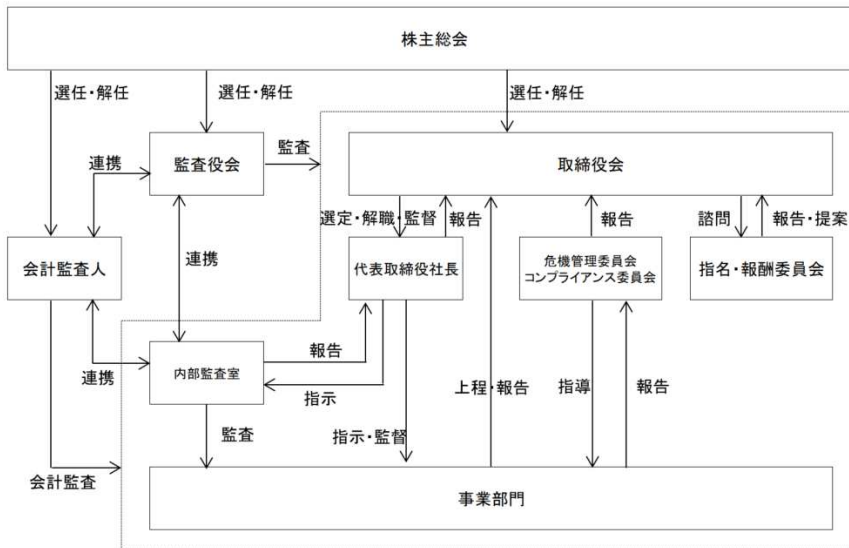 株主総会
選任・解任
選任・解任
選任・解任
監査役会
監査
取締役会
連携
選定・解職・監督
報告
報告
諮問
報告・提案
会計監査人
連携
代表取締役社長
危機管理委員会
コンプライアンス委員会
指名・報酬委員会
内部監査室
報告
連携
指示
上程・報告
指導
報告
監査
指示・監督
会計監査
事業部門